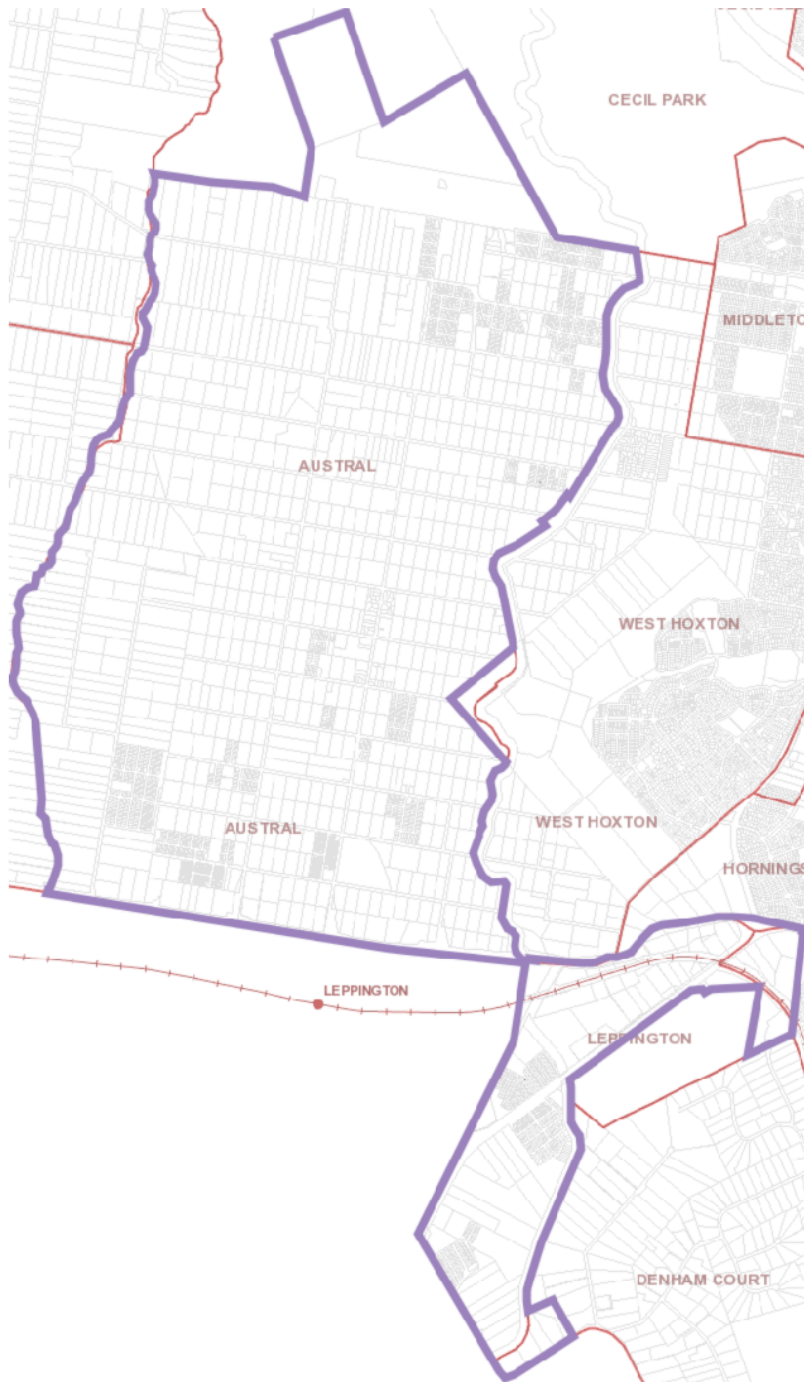 CECIL PARK
MIDDLETO
AUSTRAL
WEST HOXTON
AUSTRAL
WEST HOXTON
HORNINGS
LEPPINGTON
LEPPINGTON
DENHAM COURT